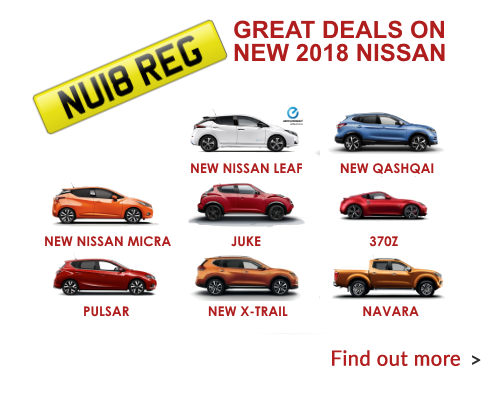 NU18 REG
GREAT DEALS ON
NEW 2018 NISSAN
NEW NISSAN LEAF
NEW QASHQAI
NEW NISSAN MICRA
JUKE
370Z
PULSAR
NEW X-TRAIL
NAVARA
Find out more >